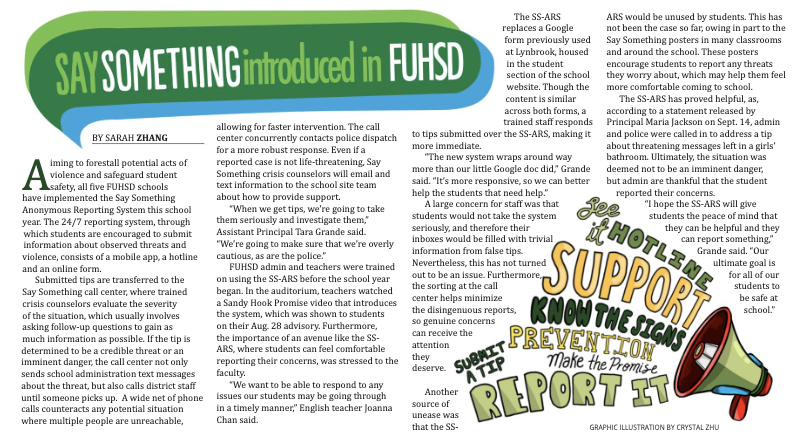 SAY SOMETHING introduced in FUHSD
BY SARAH ZHANG
Aiming to forestall potential acts of
violence and safeguard student
safety, all five FUHSD schools
have implemented the Say Something
Anonymous Reporting System this school
year. The 24/7 reporting system, through
which students are encouraged to submit
information about observed threats and
violence, consists of a mobile app, a hotline
and an online form.
Submitted tips are transferred to the
Say Something call center, where trained
crisis counselors evaluate the severity
of the situation, which usually involves
asking follow-up questions to gain as
much information as possible. If the tip is
determined to be a credible threat or an
imminent danger, the call center not only
sends school administration text messages
about the threat, but also calls district staff
until someone picks up. A wide net of phone
calls counteracts any potential situation
where multiple people are unreachable,
allowing for faster intervention. The call
center concurrently contacts police dispatch
for a more robust response. Even if a
reported case is not life-threatening, Say
Something crisis counselors will email and
text information to the school site team
about how to provide support.
“When we get tips, we’re going to take
them seriously and investigate them,”
Assistant Principal Tara Grande said.
“We’re going to make sure that we’re overly
cautious, as are the police.”
FUHSD admin and teachers were trained
on using the SS-ARS before the school year
began. In the auditorium, teachers watched
a Sandy Hook Promise video that introduces
the system, which was shown to students
on their Aug. 28 advisory. Furthermore,
the importance of an avenue like the SS-
ARS, where students can feel comfortable
reporting their concerns, was stressed to the
faculty.
“We want to be able to respond to any
issues our students may be going through
in a timely manner,” English teacher Joanna
Chan said.
The SS-ARS
replaces a Google
form previously used
at Lynbrook, housed
in the student
section of the school
website. Though the
content is similar
across both forms, a
trained staff responds
to tips submitted over the SS-ARS, making it
more immediate.
“The new system wraps around way
more than our little Google doc did,” Grande
said. “It’s more responsive, so we can better
help the students that need help.”
A large concern for staff was that
students would not take the system
seriously, and therefore their
inboxes would be filled with trivial
information from false tips.
Nevertheless, this has not turned
out to be an issue. Furthermore,
the sorting at the call
center helps minimize
the disingenuous reports,
so genuine concerns
can receive the
attention
they
deserve.
Another
source of
unease was
that the SS-
ARS would be unused by students. This has
not been the case so far, owing in part to the
Say Something posters in many classrooms
and around the school. These posters
encourage students to report any threats
they worry about, which may help them feel
more comfortable coming to school.
The SS-ARS has proved helpful, as,
according to a statement released by
Principal Maria Jackson on Sept. 14, admin
and police were called in to address a tip
about threatening messages left in a girls’
bathroom. Ultimately, the situation was
deemed not to be an imminent danger,
but admin are thankful that the student
reported their concerns.
“I hope the SS-ARS will give
students the peace of mind that
they can be helpful and they
can report something,”
Grande said. “Our
ultimate goal is
for all of our
students to
be safe at
school.”
See
it
HOTLINE
SUPPORT
KNOW THE SIGNS
PREVENTION
SUBMIT
A TIP
Make the Promise
REPORT IT
GRAPHIC ILLUSTRATION BY CRYSTAL ZHU